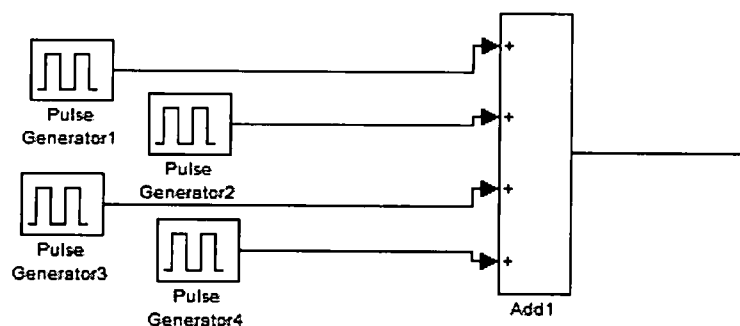 +
Pulse
Generator1
+
Pulse
Generator2
+
Pulse
Generator3
+
Pulse
Generator4
Add1